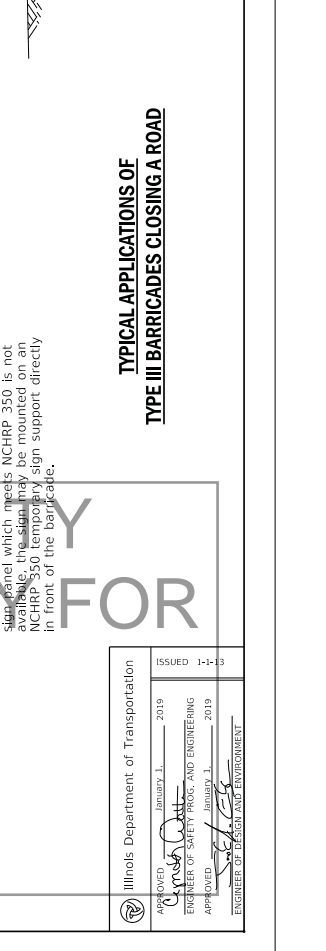 sign panel which meets NCHRP 350 is not
available, the sign may be mounted on an
NCHRP 350 temporary sign support directly
in front of the barricade.
TYPICAL APPLICATIONS OF
TYPE III BARRICADES CLOSING A ROAD
TY
Y FOR
Illinois Department of Transportation
APPROVED January 1, 2019
ENGINEER OF SAFETY PROG. AND ENGINEERING
APPROVED January 1, 2019
ENGINEER OF DESIGN AND ENVIRONMENT
ISSUED 1-1-13